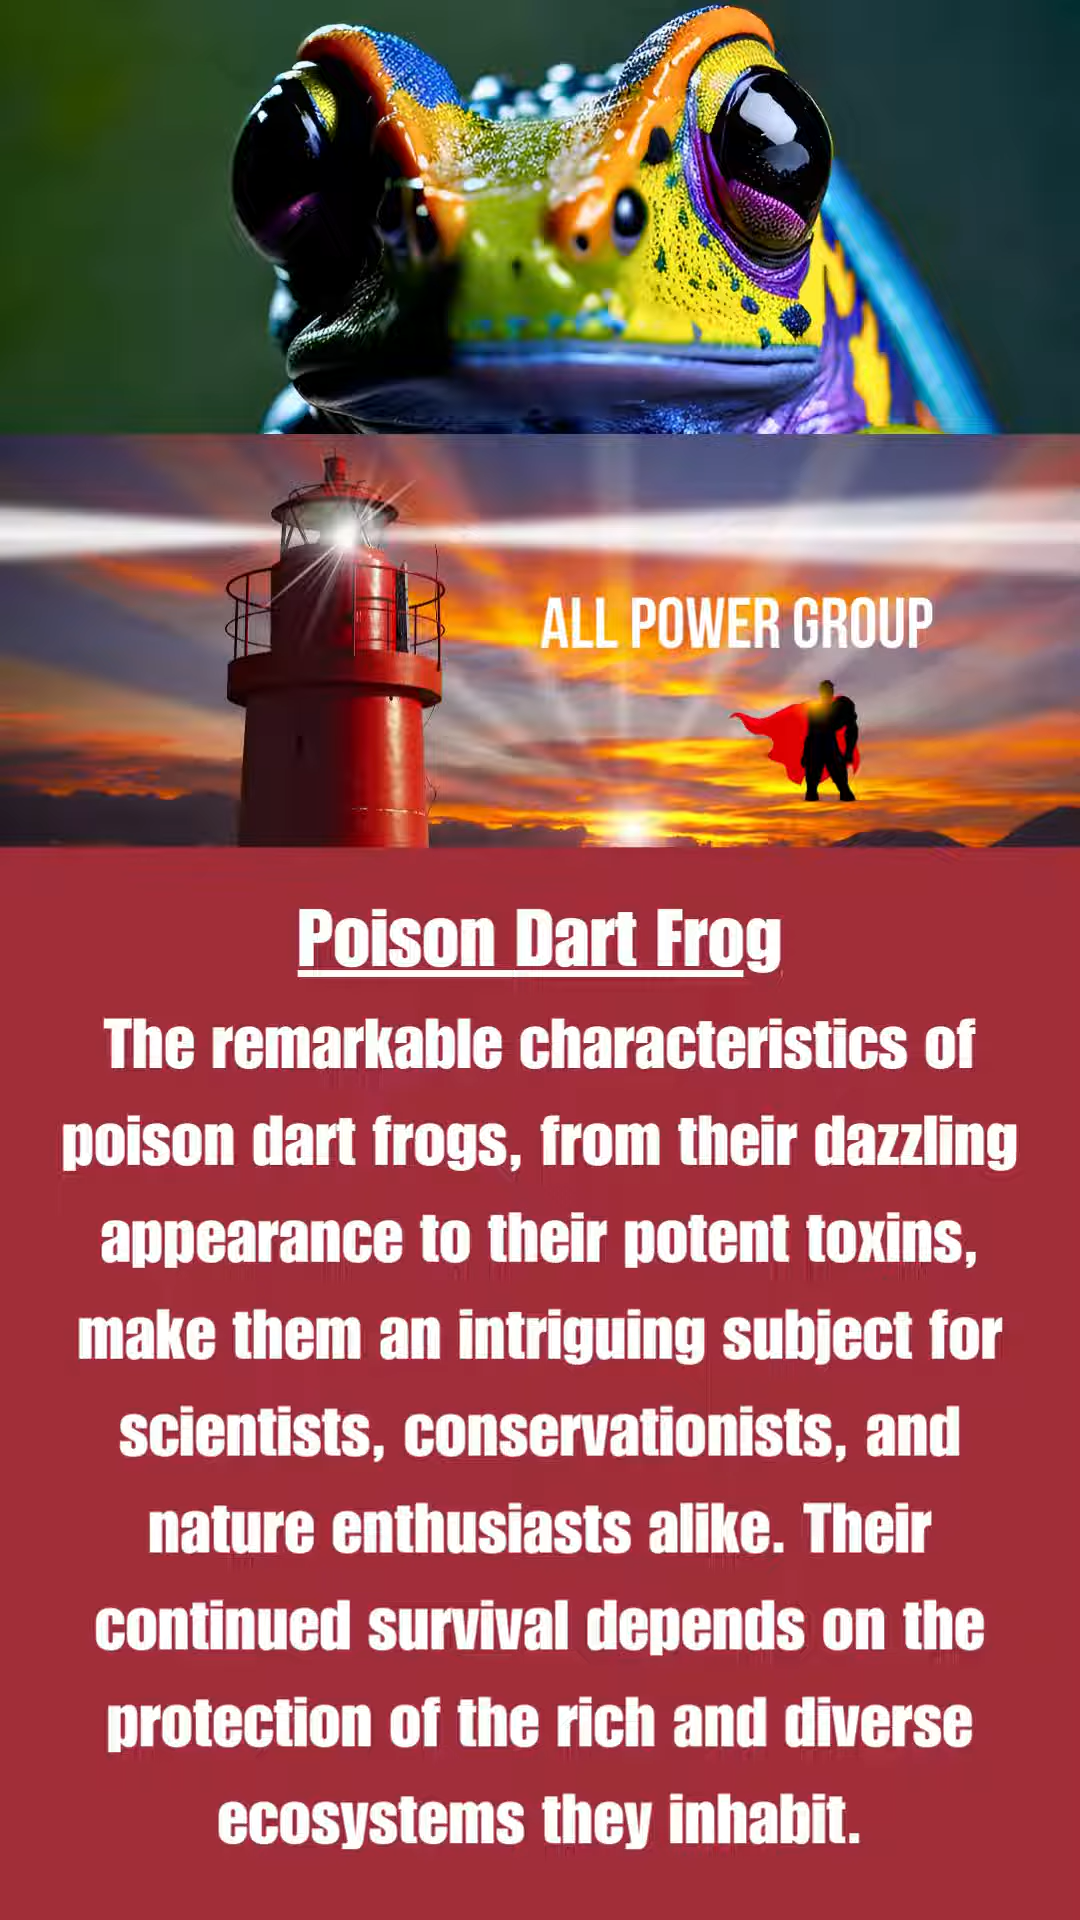 ALL POWER GROUP
Poison Dart Frog
The remarkable characteristics of
poison dart frogs, from their dazzling
appearance to their potent toxins,
make them an intriguing subject for
scientists, conservationists, and
nature enthusiasts alike. Their
continued survival depends on the
protection of the rich and diverse
ecosystems they inhabit.